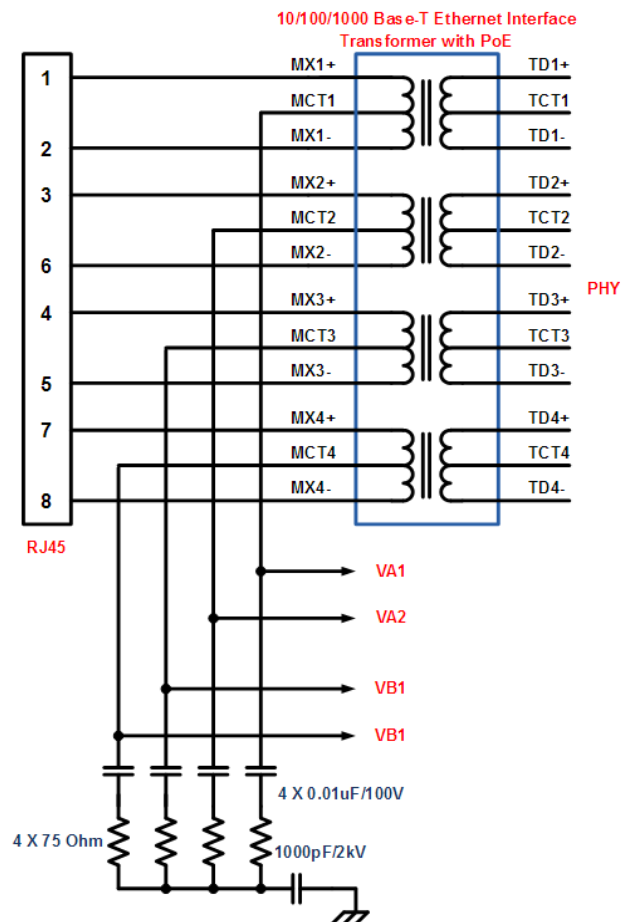 10/100/1000 Base-T Ethernet Interface
Transformer with PoE
1
MX1+
TD1+
MCT1
TCT1
2
MX1-
TD1-
3
MX2+
TD2+
MCT2
TCT2
6
MX2-
TD2-
PHY
4
MX3+
TD3+
MCT3
TCT3
5
MX3-
TD3-
7
MX4+
TD4+
MCT4
TCT4
8
MX4-
TD4-
RJ45
VA1
VA2
VB1
VB1
4 X 0.01uF/100V
4 X 75 Ohm
1000pF/2kV